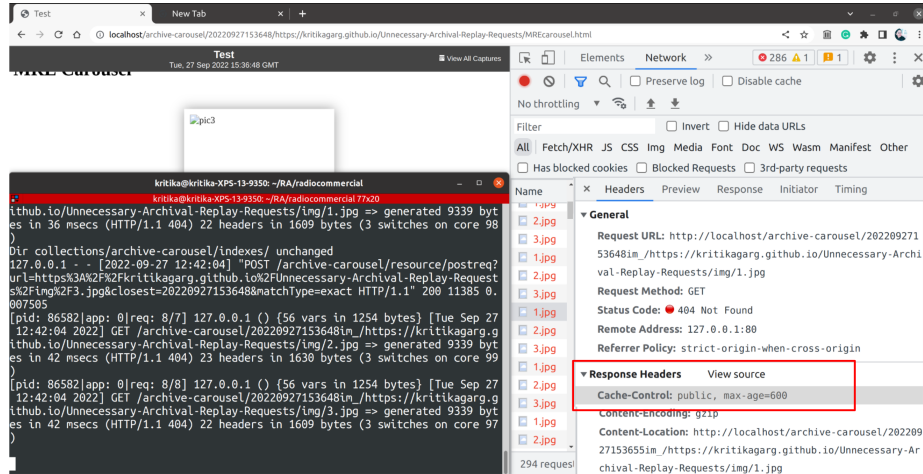 Test
New Tab
localhost/archive-carousel/20220927153648/https://kritikagarg.github.io/Unnecessary-Archival-Replay-Requests/MREcarousel.html
Test
Tue, 27 Sep 2022 15:36:48 GMT
View All Captures
MRE Carousel
pic3
kritika@kritika-XPS-13-9350: ~/RA/radiocommercial
kritika@kritika-XPS-13-9350: ~/RA/radiocommercial 77x20
ithub.io/Unnecessary-Archival-Replay-Requests/img/1.jpg => generated 9339 byt
es in 36 msecs (HTTP/1.1 404) 22 headers in 1609 bytes (3 switches on core 98
)
Dir collections/archive-carousel/indexes/ unchanged
127.0.0.1 - - [2022-09-27 12:42:04] "POST /archive-carousel/resource/postreq?
url=https%3A%2F%2Fkritikagarg.github.io%2FUnnecessary-Archival-Replay-Request
s%2Fimg%2F3.jpg&closest=20220927153648&matchType=exact HTTP/1.1" 200 11385 0.
007505
[pid: 86582|app: 0|req: 8/7] 127.0.0.1 () {56 vars in 1254 bytes} [Tue Sep 27
12:42:04 2022] GET /archive-carousel/20220927153648im_/https://kritikagarg.g
ithub.io/Unnecessary-Archival-Replay-Requests/img/2.jpg => generated 9339 byt
es in 42 msecs (HTTP/1.1 404) 23 headers in 1630 bytes (3 switches on core 99
)
[pid: 86582|app: 0|req: 8/8] 127.0.0.1 () {56 vars in 1254 bytes} [Tue Sep 27
12:42:04 2022] GET /archive-carousel/20220927153648im_/https://kritikagarg.g
ithub.io/Unnecessary-Archival-Replay-Requests/img/3.jpg => generated 9339 byt
es in 42 msecs (HTTP/1.1 404) 22 headers in 1609 bytes (3 switches on core 97
)
Elements Network » 286 1 1
Preserve log Disable cache
No throttling
Filter Invert Hide data URLs
All Fetch/XHR JS CSS Img Media Font Doc WS Wasm Manifest Other
Has blocked cookies Blocked Requests 3rd-party requests
Name
1.jpg
2.jpg
3.jpg
1.jpg
2.jpg
3.jpg
1.jpg
2.jpg
3.jpg
1.jpg
2.jpg
3.jpg
1.jpg
2.jpg
294 request
× Headers Preview Response Initiator Timing
General
Request URL: http://localhost/archive-carousel/202209271
53648im_/https://kritikagarg.github.io/Unnecessary-Archi
val-Replay-Requests/img/1.jpg
Request Method: GET
Status Code: 404 Not Found
Remote Address: 127.0.0.1:80
Referrer Policy: strict-origin-when-cross-origin
Response Headers View source
Cache-Control: public, max-age=600
Content-Encoding: gzip
Content-Location: http://localhost/archive-carousel/202209
27153655im_/https://kritikagarg.github.io/Unnecessary-Ar
chival-Replay-Requests/img/1.jpg